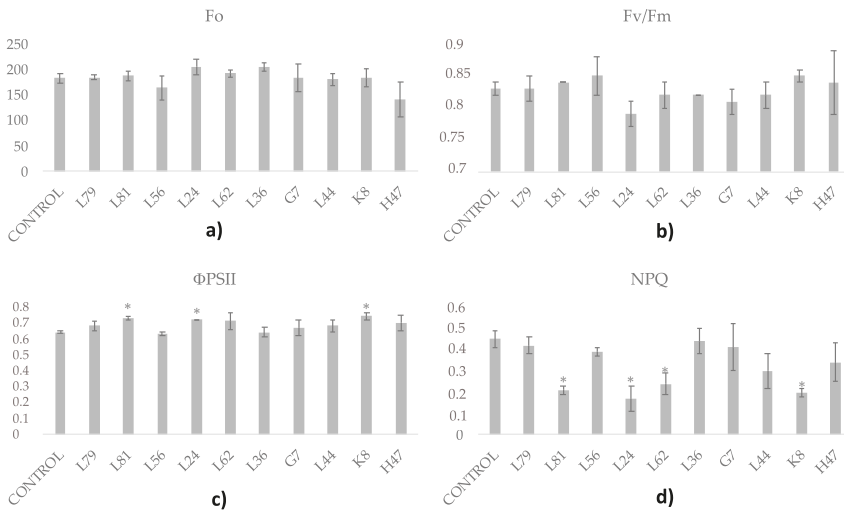 Fo
250
200
150
100
50
0
CONTROL L79 L81 L56 L24 L62 L36 G7 L44 K8 H47
a)
Fv/Fm
0.9
0.85
0.8
0.75
0.7
CONTROL L79 L81 L56 L24 L62 L36 G7 L44 K8 H47
b)
ΦPSII
0.8
0.7
0.6
0.5
0.4
0.3
0.2
0.1
0
* * *
CONTROL L79 L81 L56 L24 L62 L36 G7 L44 K8 H47
c)
NPQ
0.6
0.5
0.4
0.3
0.2
0.1
0
* * * *
CONTROL L79 L81 L56 L24 L62 L36 G7 L44 K8 H47
d)